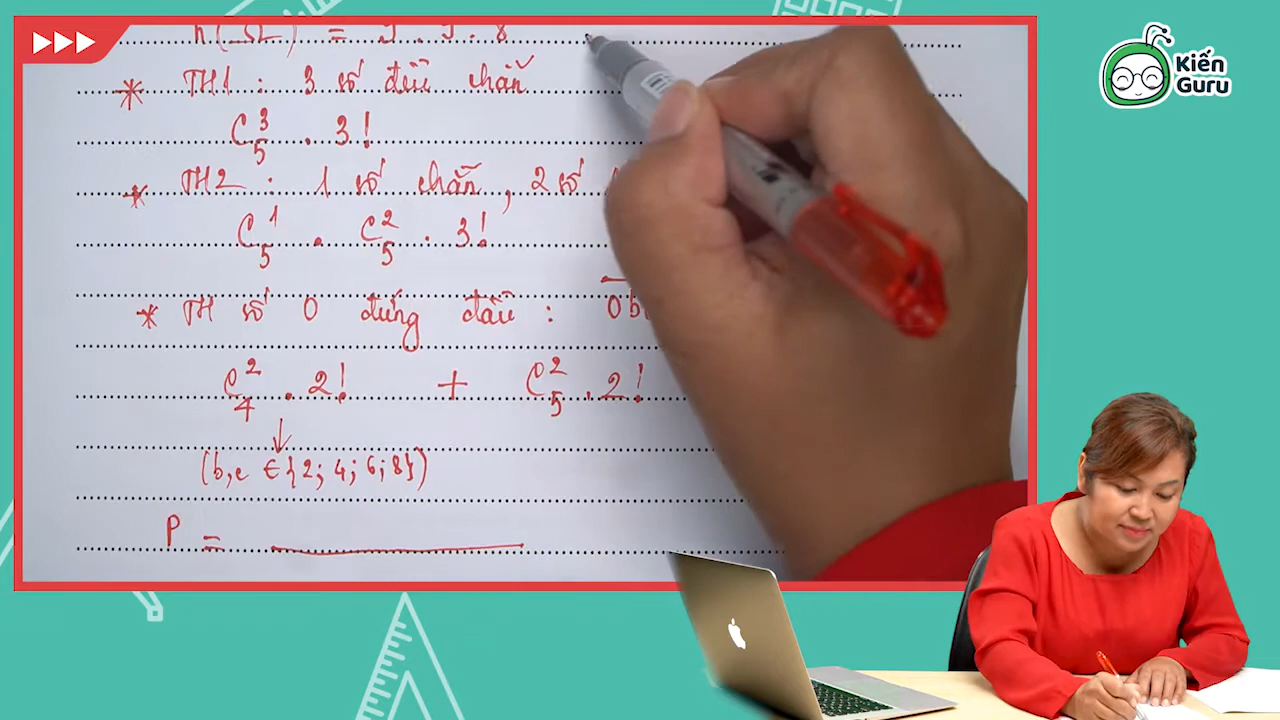 n(Ω) = 9.9.8
* TH1 : 3 số đều chẵn
C₅³ . 3!
* TH2 : 1 số chẵn, 2 số
C₅¹ . C₅² . 3!
* TH số 0 đứng đầu : 0b
C₄² . 2! + C₅² . 2!
↓
(b,c ∈ {2; 4; 6; 8})
P =
Kiến
Guru